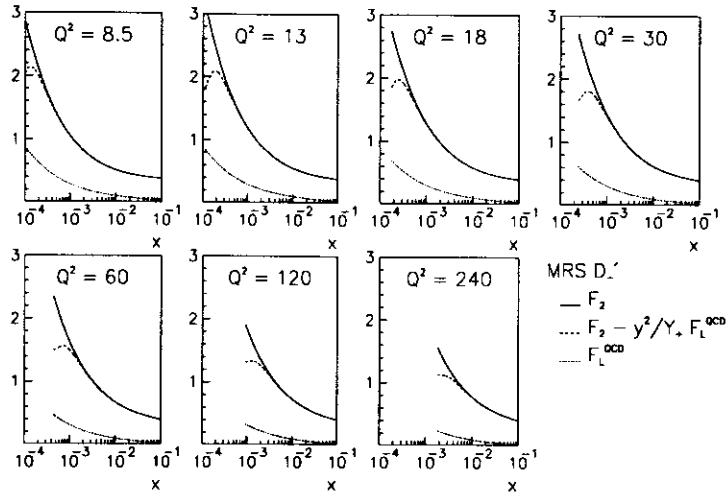 3
2
1
Q² = 8.5
Q² = 13
Q² = 18
Q² = 30
10⁻⁴ 10⁻³ 10⁻² 10⁻¹
x
10⁻⁴ 10⁻³ 10⁻² 10⁻¹
x
10⁻⁴ 10⁻³ 10⁻² 10⁻¹
x
10⁻⁴ 10⁻³ 10⁻² 10⁻¹
x
3
2
1
Q² = 60
Q² = 120
Q² = 240
10⁻⁴ 10⁻³ 10⁻² 10⁻¹
x
10⁻⁴ 10⁻³ 10⁻² 10⁻¹
x
10⁻⁴ 10⁻³ 10⁻² 10⁻¹
x
MRS D₋′
F₂
F₂ − y²/Y₊ F_L^QCD
F_L^QCD
3
2
1
3
2
1
3
2
1
3
2
1
3
2
1